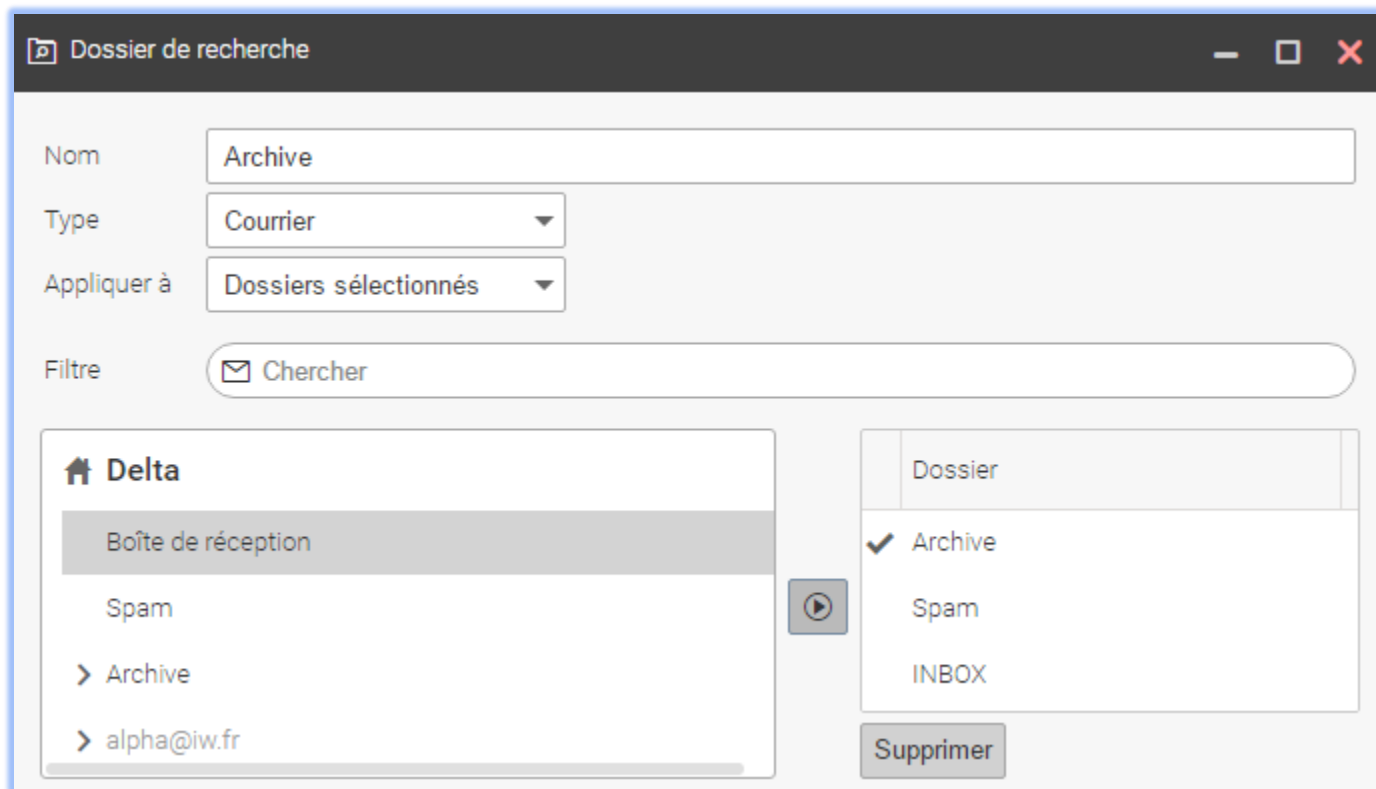 Dossier de recherche
Nom
Archive
Type
Courrier
Appliquer à
Dossiers sélectionnés
Filtre
Chercher
Delta
Boîte de réception
Spam
Archive
alpha@iw.fr
Dossier
Archive
Spam
INBOX
Supprimer